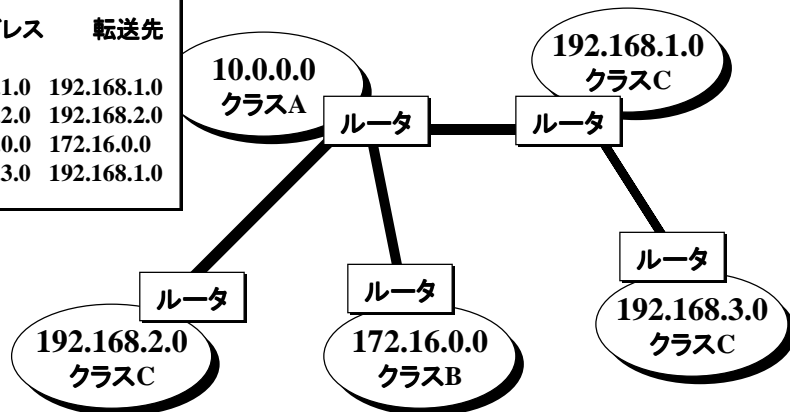 ドレス 転送先
1.0 192.168.1.0
2.0 192.168.2.0
0.0 172.16.0.0
3.0 192.168.1.0
10.0.0.0
クラスA
ルータ
192.168.1.0
クラスC
ルータ
ルータ
192.168.2.0
クラスC
ルータ
172.16.0.0
クラスB
ルータ
192.168.3.0
クラスC